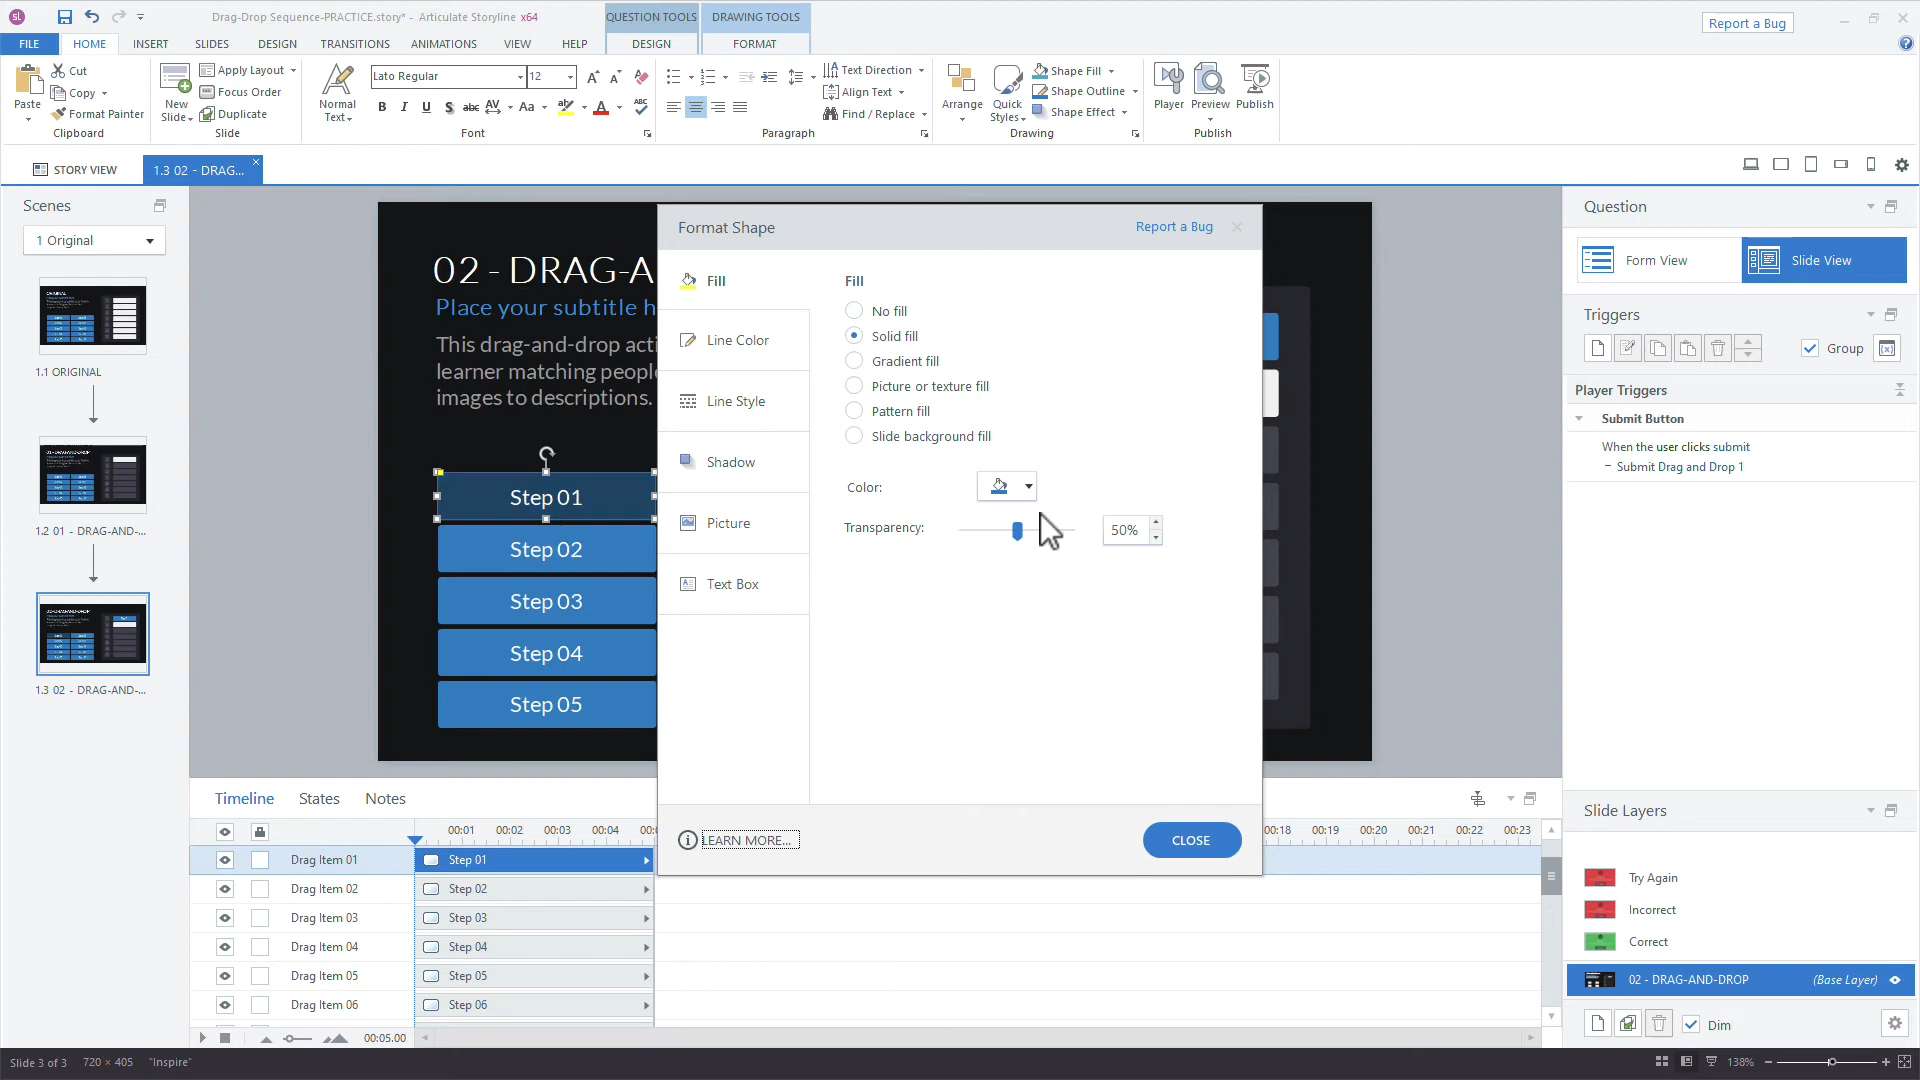 Drag-Drop Sequence-PRACTICE.story* - Articulate Storyline x64
QUESTION TOOLS
DRAWING TOOLS
Report a Bug
FILE
HOME
INSERT
SLIDES
DESIGN
TRANSITIONS
ANIMATIONS
VIEW
HELP
DESIGN
FORMAT
Paste
Cut
Copy
Format Painter
Clipboard
New Slide
Apply Layout
Focus Order
Duplicate
Slide
Normal Text
Lato Regular
12
B I U S abc AV Aa A ABC
Font
Text Direction
Align Text
Find / Replace
Paragraph
Arrange
Quick Styles
Shape Fill
Shape Outline
Shape Effect
Drawing
Player
Preview
Publish
Publish
STORY VIEW
1.3 02 - DRAG...
Scenes
1 Original
1.1 ORIGINAL
1.2 01 - DRAG-AND-...
1.3 02 - DRAG-AND-...
02 - DRAG-A
Place your subtitle h
This drag-and-drop acti
learner matching people
images to descriptions.
Step 01
Step 02
Step 03
Step 04
Step 05
Format Shape
Report a Bug
Fill
Line Color
Line Style
Shadow
Picture
Text Box
Fill
No fill
Solid fill
Gradient fill
Picture or texture fill
Pattern fill
Slide background fill
Color:
Transparency:
50%
LEARN MORE...
CLOSE
Question
Form View
Slide View
Triggers
Group
Player Triggers
Submit Button
When the user clicks submit
Submit Drag and Drop 1
Timeline
States
Notes
00:01 00:02 00:03 00:04 00:18 00:19 00:20 00:21 00:22 00:23
Drag Item 01 Step 01
Drag Item 02 Step 02
Drag Item 03 Step 03
Drag Item 04 Step 04
Drag Item 05 Step 05
Drag Item 06 Step 06
00:05.00
Slide Layers
Try Again
Incorrect
Correct
02 - DRAG-AND-DROP (Base Layer)
Dim
Slide 3 of 3
720 × 405
"Inspire"
138%